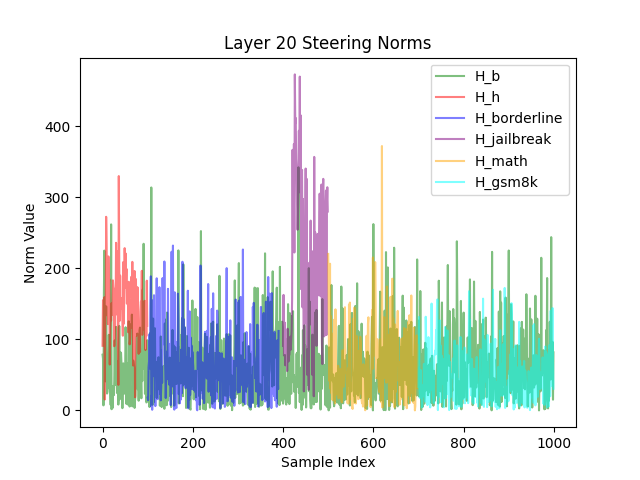 Layer 20 Steering Norms
H_b
H_h
H_borderline
H_jailbreak
H_math
H_gsm8k
Norm Value
400
300
200
100
0
0 200 400 600 800 1000
Sample Index